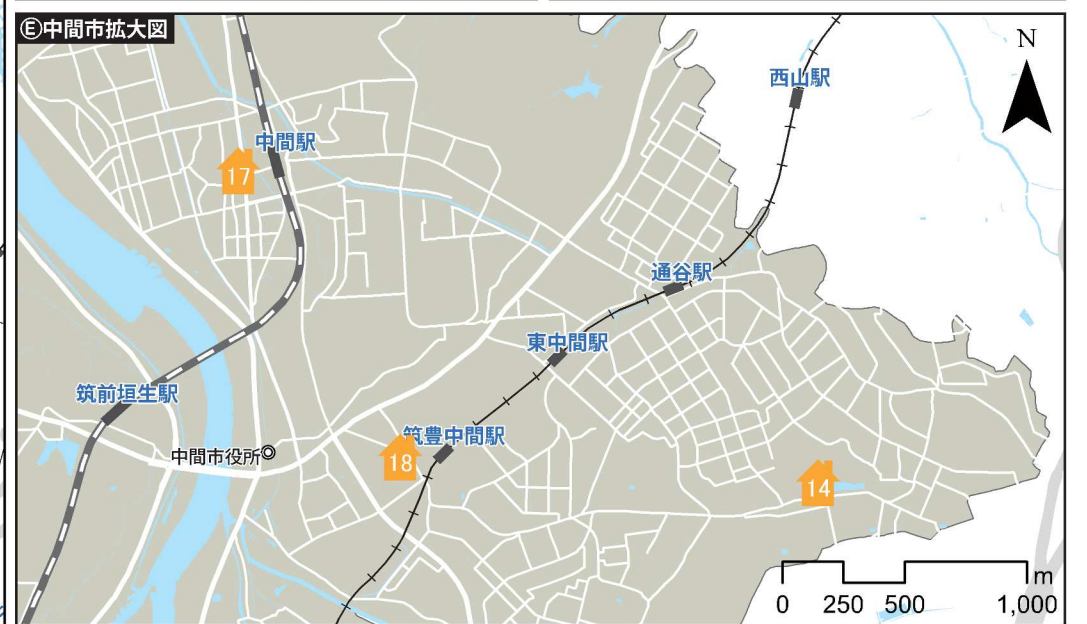 Ⓔ中間市拡大図
N
西山駅
中間駅
17
通谷駅
東中間駅
筑前垣生駅
筑豊中間駅
中間市役所
18
14
m
0 250 500 1,000